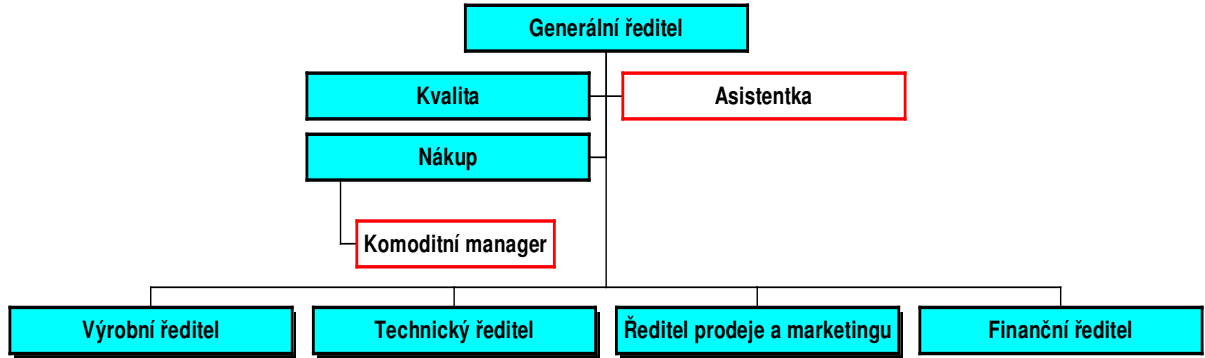 Generální ředitel
Kvalita
Asistentka
Nákup
Komoditní manager
Výrobní ředitel
Technický ředitel
Ředitel prodeje a marketingu
Finanční ředitel